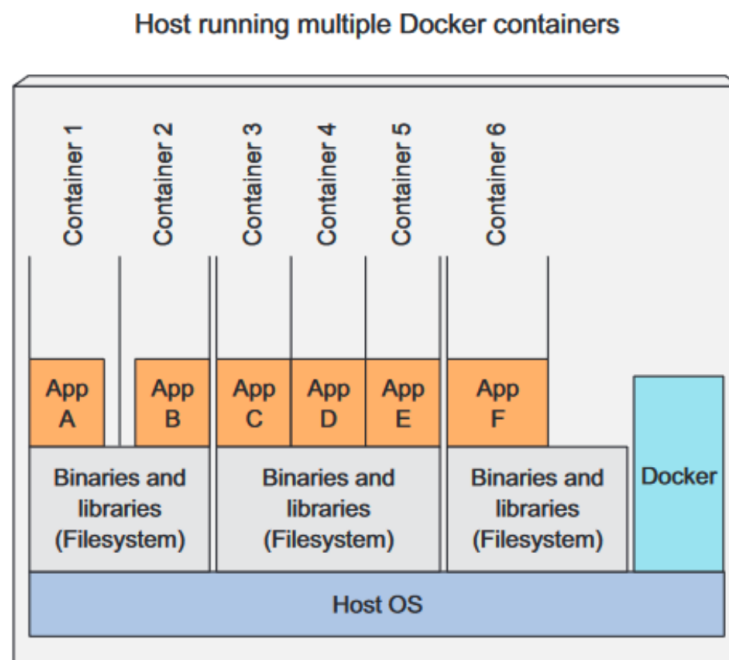 Host running multiple Docker containers
Container 1
Container 2
Container 3
Container 4
Container 5
Container 6
App
A
App
B
App
C
App
D
App
E
App
F
Binaries and
libraries
(Filesystem)
Binaries and
libraries
(Filesystem)
Binaries and
libraries
(Filesystem)
Docker
Host OS